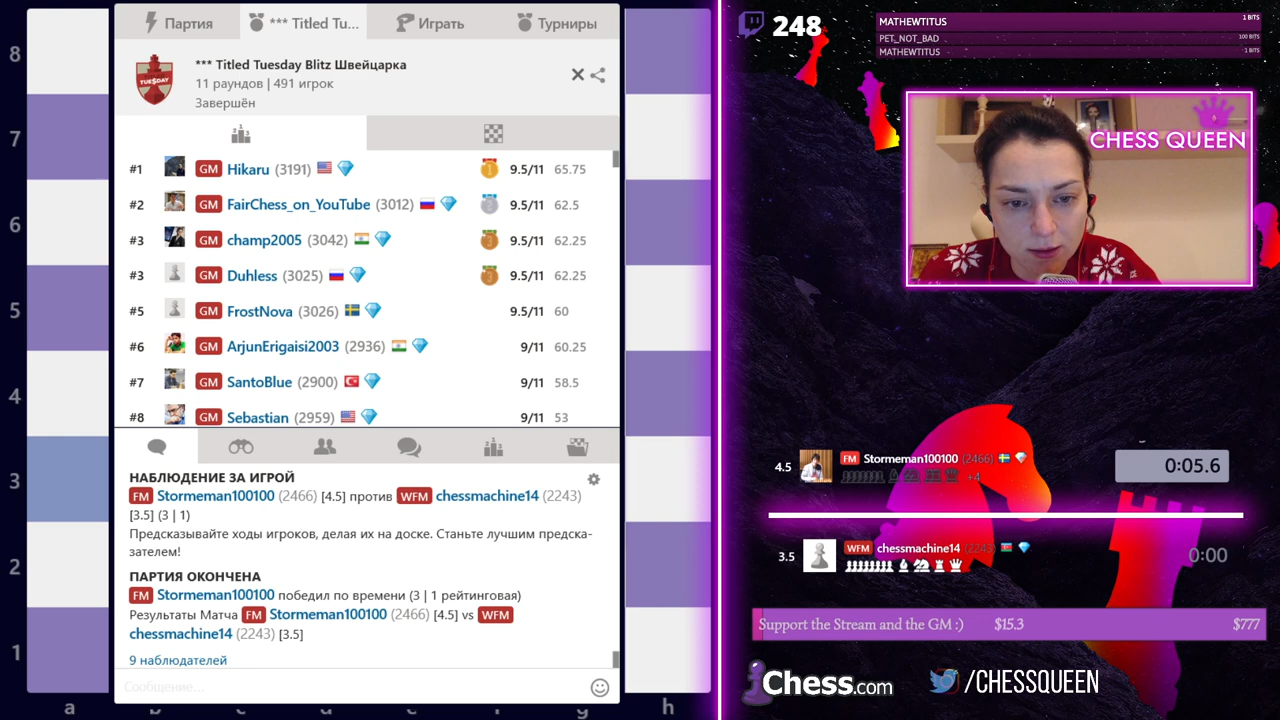 Партия
*** Titled Tu...
Играть
Турниры
*** Titled Tuesday Blitz Швейцарка
11 раундов | 491 игрок
Завершён
#1 GM Hikaru (3191) 9.5/11 65.75
#2 GM FairChess_on_YouTube (3012) 9.5/11 62.5
#3 GM champ2005 (3042) 9.5/11 62.25
#3 GM Duhless (3025) 9.5/11 62.25
#5 GM FrostNova (3026) 9.5/11 60
#6 GM ArjunErigaisi2003 (2936) 9/11 60.25
#7 GM SantoBlue (2900) 9/11 58.5
#8 GM Sebastian (2959) 9/11 53
НАБЛЮДЕНИЕ ЗА ИГРОЙ
FM Stormeman100100 (2466) [4.5] против WFM chessmachine14 (2243)
[3.5] (3 | 1)
Предсказывайте ходы игроков, делая их на доске. Станьте лучшим предска-
зателем!
ПАРТИЯ ОКОНЧЕНА
FM Stormeman100100 победил по времени (3 | 1 рейтинговая)
Результаты Матча FM Stormeman100100 (2466) [4.5] vs WFM
chessmachine14 (2243) [3.5]
9 наблюдателей
Сообщение...
8
7
6
5
4
3
2
1
a
h
248
MATHEWTITUS 1 BITS
PET_NOT_BAD 100 BITS
MATHEWTITUS 1 BITS
CHESS QUEEN
4.5 FM Stormeman100100 (2466) 0:05.6
+4
3.5 WFM chessmachine14 (2243) 0:00
Support the Stream and the GM :) $15.3 $777
Chess.com
/CHESSQUEEN